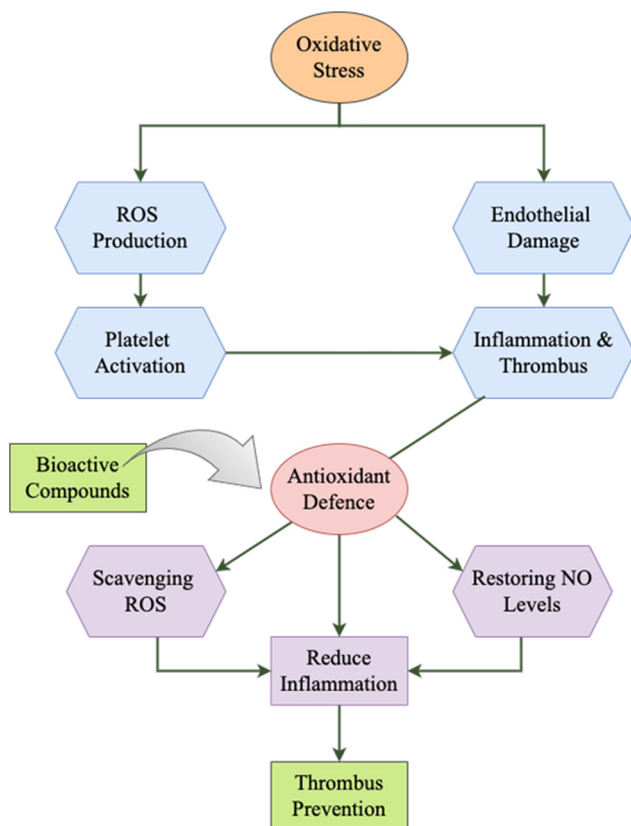 Oxidative
Stress
ROS
Production
Endothelial
Damage
Platelet
Activation
Inflammation &
Thrombus
Bioactive
Compounds
Antioxidant
Defence
Scavenging
ROS
Restoring NO
Levels
Reduce
Inflammation
Thrombus
Prevention